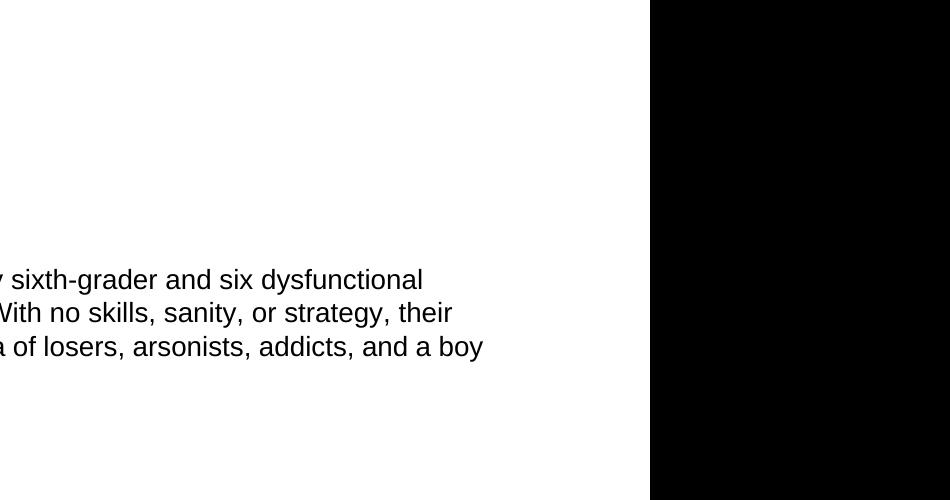 sixth-grader and six dysfunctional
With no skills, sanity, or strategy, their
of losers, arsonists, addicts, and a boy